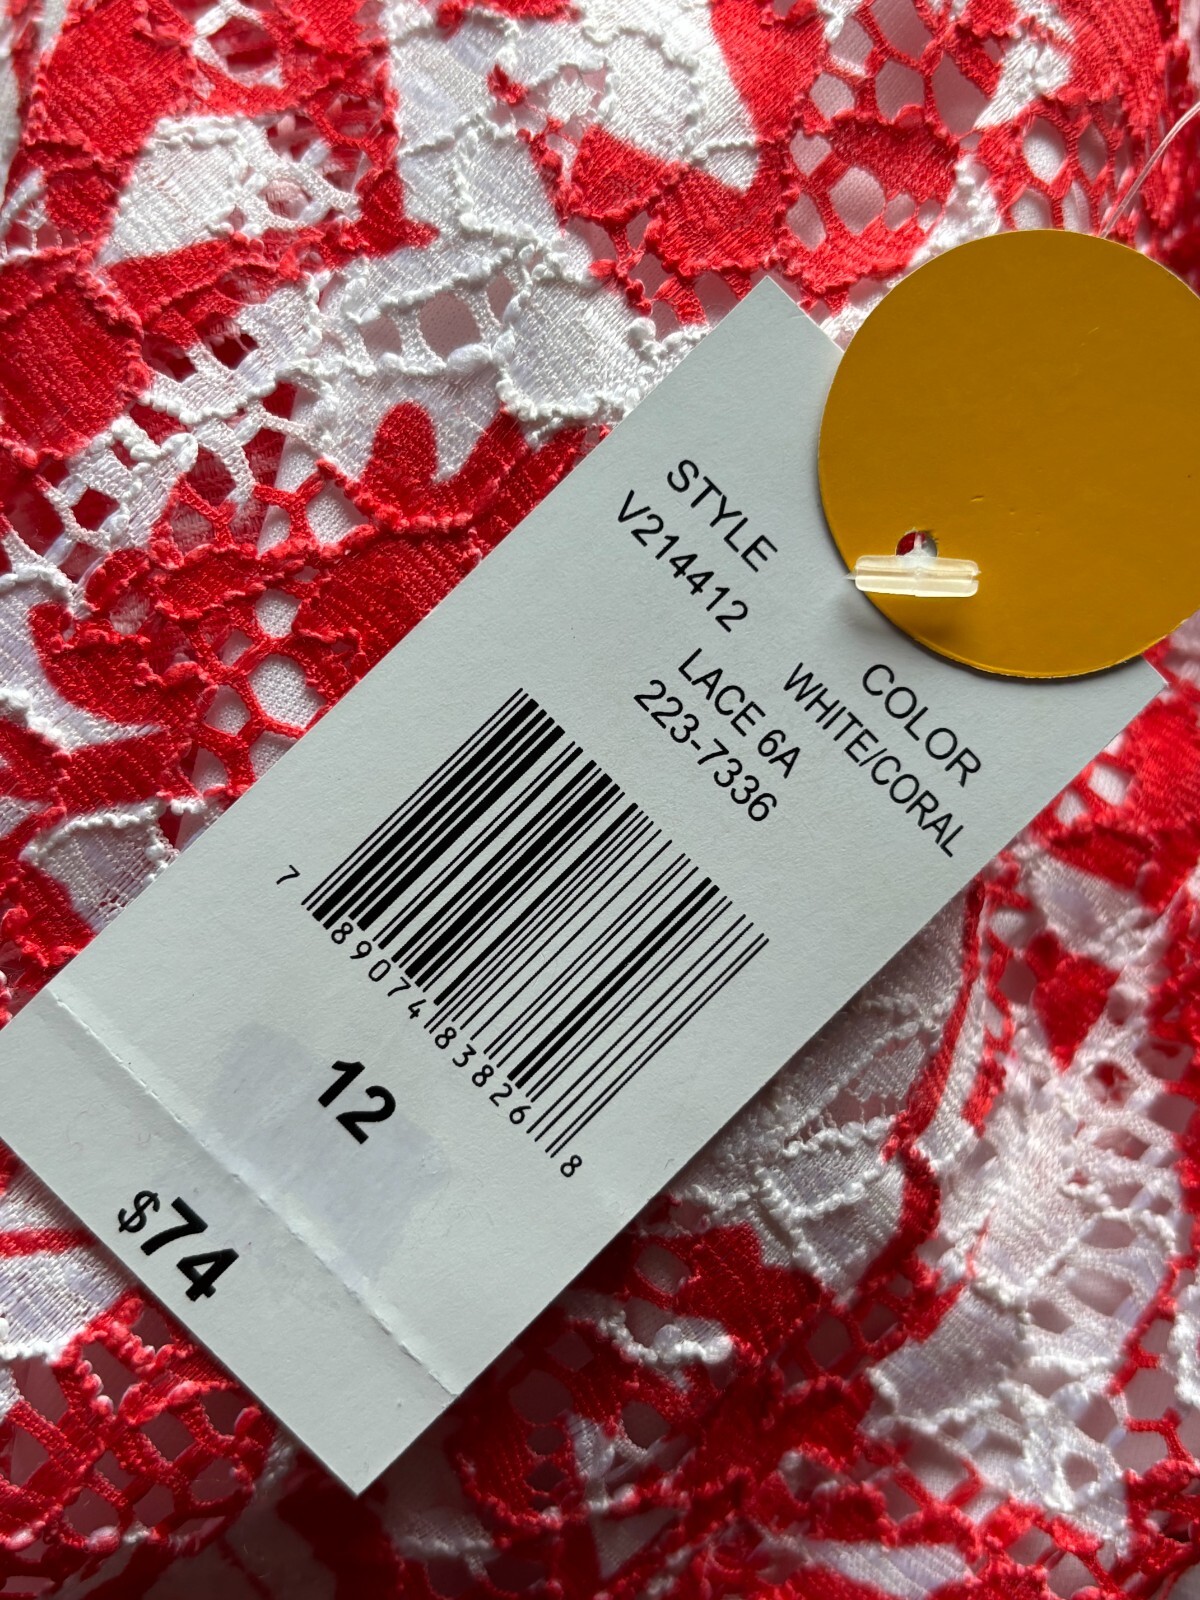 STYLE
V214412
COLOR
WHITE/CORAL
LACE 6A
223-7336
7 89074 83826 8
12
$74